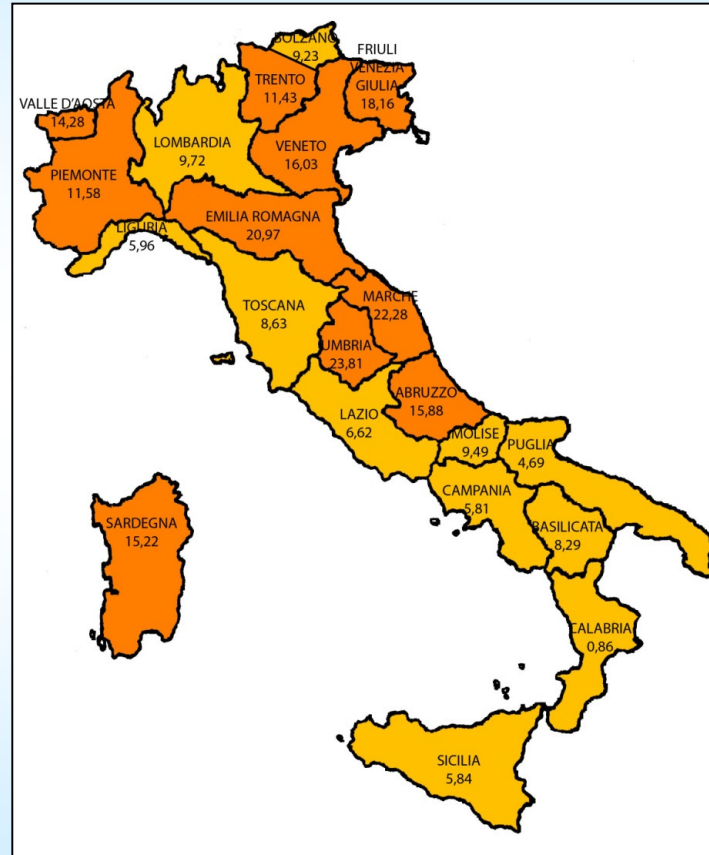 BOLZANO
9,23
FRIULI
VENEZIA
GIULIA
18,16
TRENTO
11,43
VALLE D'AOSTA
14,28
LOMBARDIA
9,72
VENETO
16,03
PIEMONTE
11,58
EMILIA ROMAGNA
20,97
LIGURIA
5,96
TOSCANA
8,63
MARCHE
22,28
UMBRIA
23,81
ABRUZZO
15,88
LAZIO
6,62
MOLISE
9,49
PUGLIA
4,69
CAMPANIA
5,81
BASILICATA
8,29
SARDEGNA
15,22
CALABRIA
0,86
SICILIA
5,84